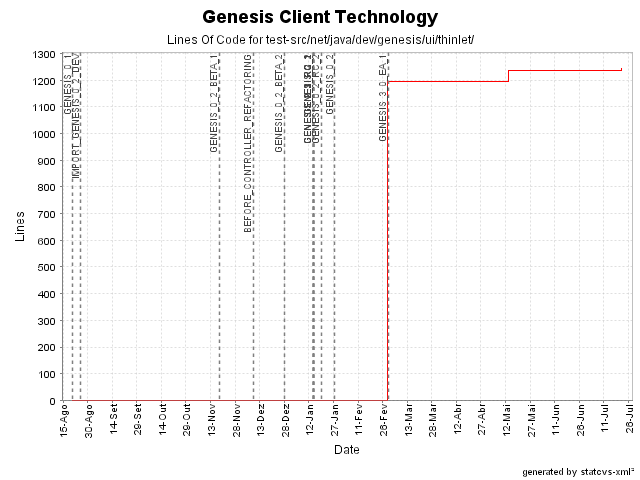 Genesis Client Technology
Lines Of Code for test-src/net/java/dev/genesis/ui/thinlet/
Lines
1300
1200
1100
1000
900
800
700
600
500
400
300
200
100
0
GENESIS_0_1
IMPORT_GENESIS_0_2_DEV
GENESIS_0_2_BETA_1
BEFORE_CONTROLLER_REFACTORING
GENESIS_0_2_BETA_2
GENESIS_0_2
GENESIS_3_0_EA_1
15-Ago
30-Ago
14-Set
29-Set
14-Out
29-Out
13-Nov
28-Nov
13-Dez
28-Dez
12-Jan
27-Jan
11-Fev
26-Fev
13-Mar
28-Mar
12-Abr
27-Abr
12-Mai
27-Mai
11-Jun
26-Jun
11-Jul
26-Jul
Date
generated by statcvs-xml²